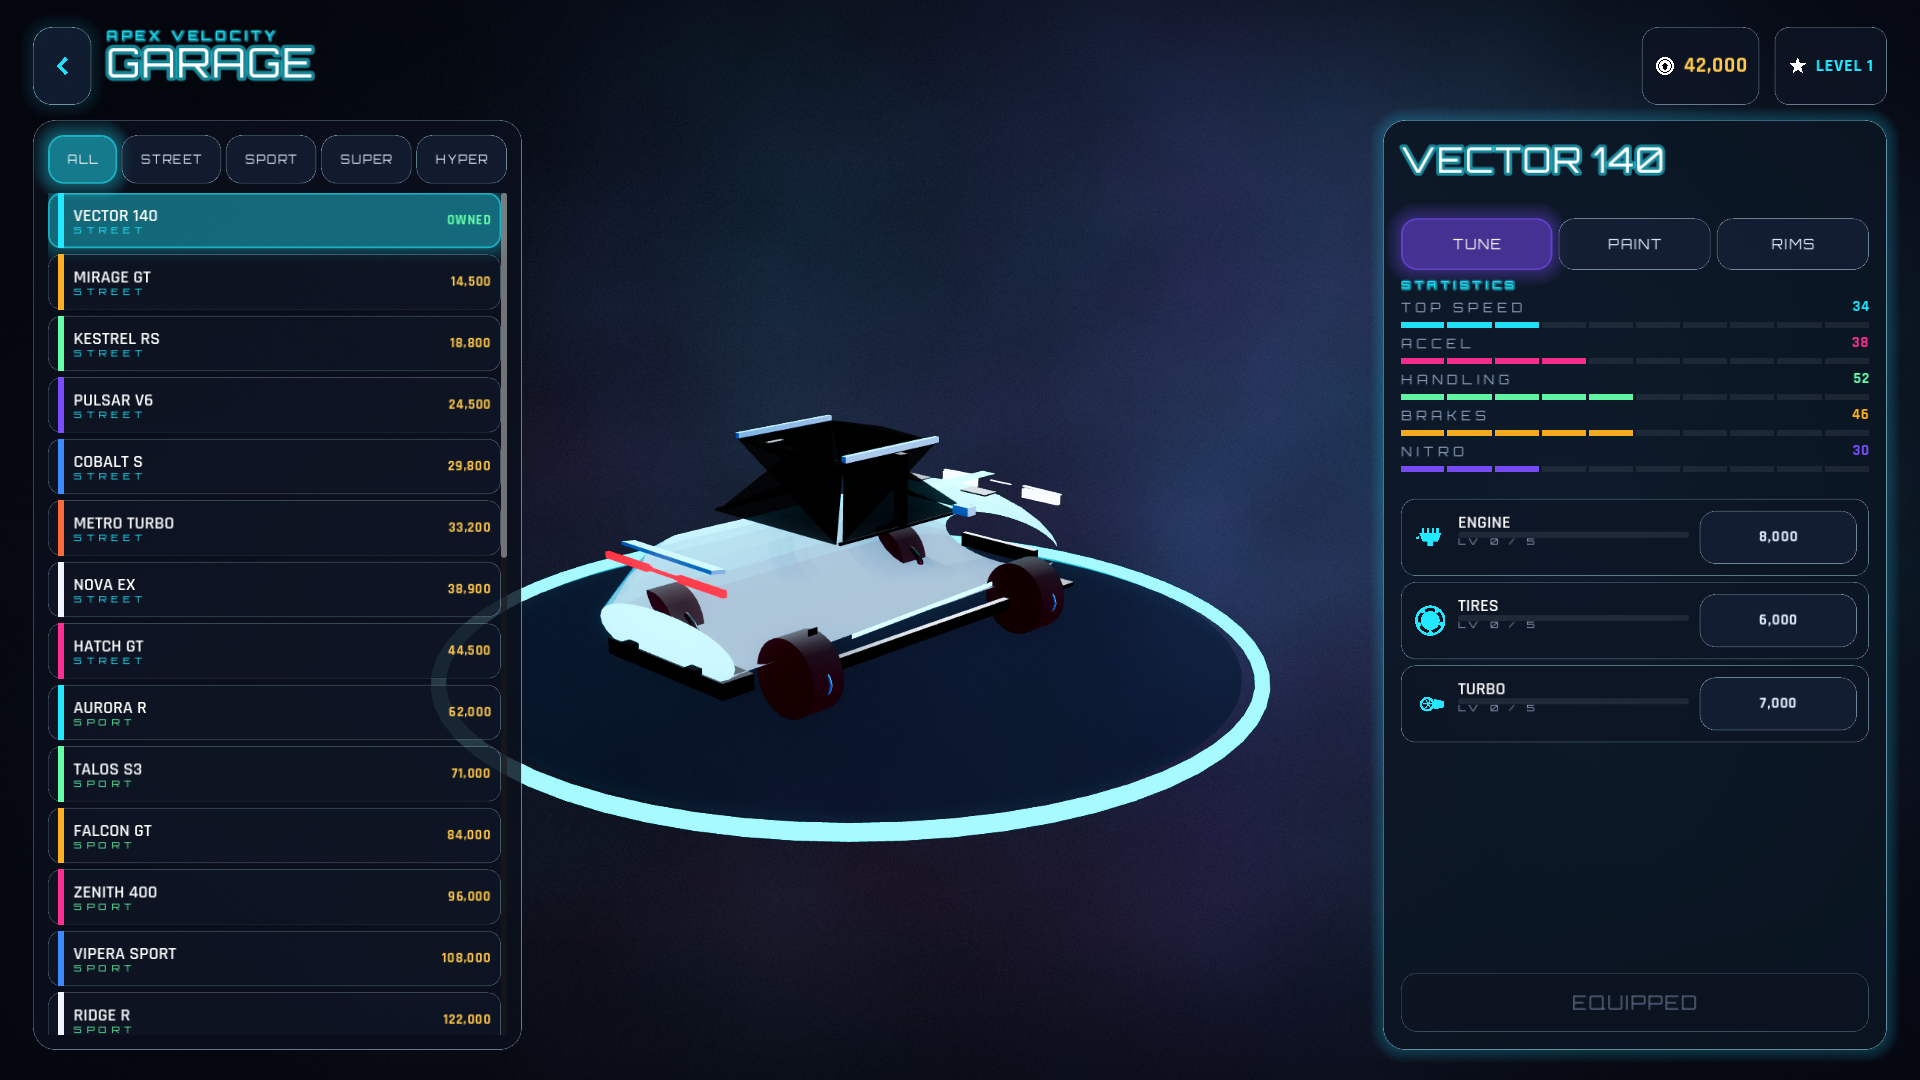 APEX VELOCITY
GARAGE
42,000
LEVEL 1
ALL
STREET
SPORT
SUPER
HYPER
VECTOR 140
STREET
OWNED
MIRAGE GT
STREET
14,500
KESTREL RS
STREET
18,800
PULSAR V6
STREET
24,500
COBALT S
STREET
29,800
METRO TURBO
STREET
33,200
NOVA EX
STREET
38,900
HATCH GT
STREET
44,500
AURORA R
SPORT
62,000
TALOS S3
SPORT
71,000
FALCON GT
SPORT
84,000
ZENITH 400
SPORT
96,000
VIPERA SPORT
SPORT
108,000
RIDGE R
SPORT
122,000
VECTOR 140
TUNE
PAINT
RIMS
STATISTICS
TOP SPEED
34
ACCEL
38
HANDLING
52
BRAKES
46
NITRO
30
ENGINE
LV 0 / 5
8,000
TIRES
LV 0 / 5
6,000
TURBO
LV 0 / 5
7,000
EQUIPPED